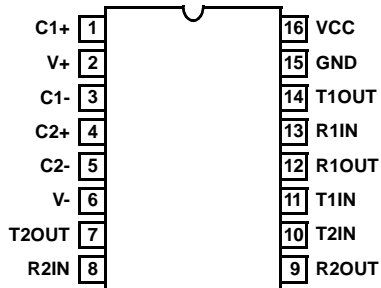 C1+ 1 16 VCC
V+ 2 15 GND
C1- 3 14 T1OUT
C2+ 4 13 R1IN
C2- 5 12 R1OUT
V- 6 11 T1IN
T2OUT 7 10 T2IN
R2IN 8 9 R2OUT